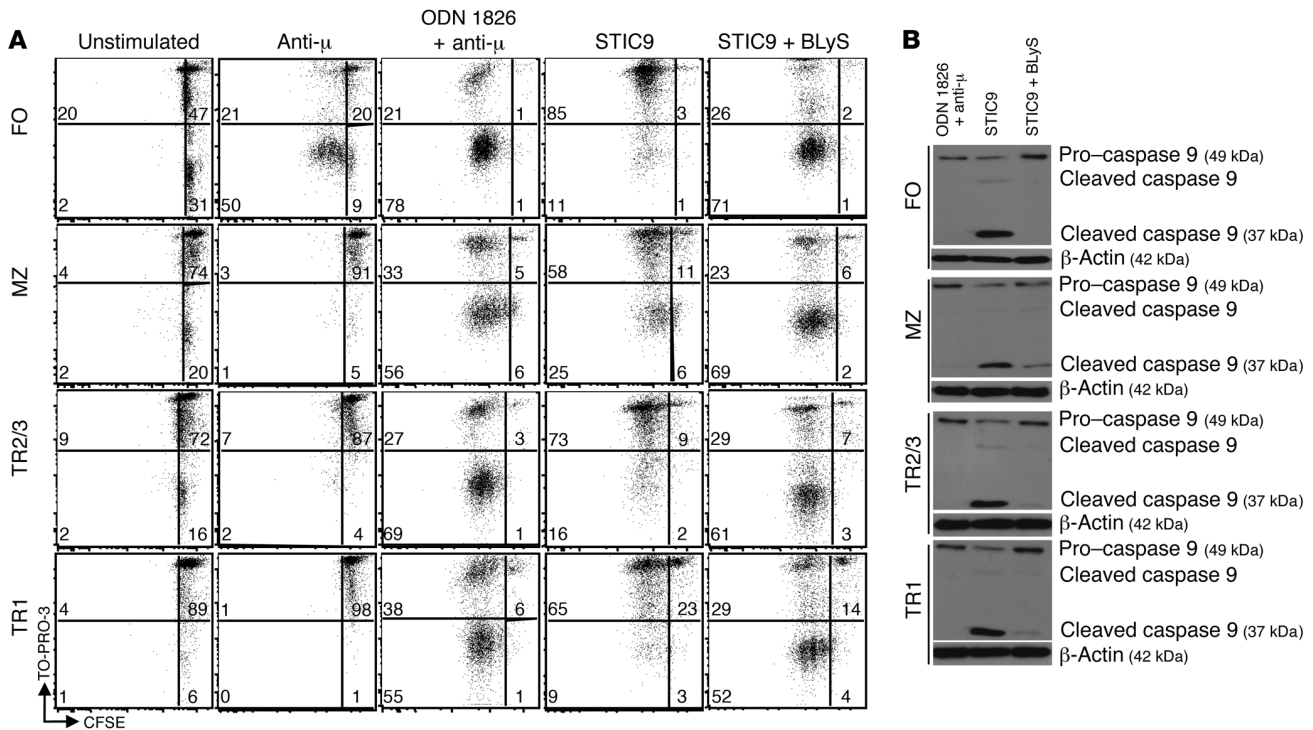 A
Unstimulated
Anti-μ
ODN 1826
+ anti-μ
STIC9
STIC9 + BLyS
FO
20 47
2 31
21 20
50 9
21 1
78 1
85 3
11 1
26 2
71 1
MZ
4 74
2 20
3 91
1 5
33 5
56 6
58 11
25 6
23 6
69 2
TR2/3
9 72
2 16
7 87
2 4
27 3
69 1
73 9
16 2
29 7
61 3
TR1
4 89
1 6
1 98
0 1
38 6
55 1
65 23
9 3
29 14
52 4
TO-PRO-3
CFSE
B
ODN 1826
+ anti-μ
STIC9
STIC9 + BLyS
FO
Pro–caspase 9 (49 kDa)
Cleaved caspase 9
Cleaved caspase 9 (37 kDa)
β-Actin (42 kDa)
MZ
Pro–caspase 9 (49 kDa)
Cleaved caspase 9
Cleaved caspase 9 (37 kDa)
β-Actin (42 kDa)
TR2/3
Pro–caspase 9 (49 kDa)
Cleaved caspase 9
Cleaved caspase 9 (37 kDa)
β-Actin (42 kDa)
TR1
Pro–caspase 9 (49 kDa)
Cleaved caspase 9
Cleaved caspase 9 (37 kDa)
β-Actin (42 kDa)